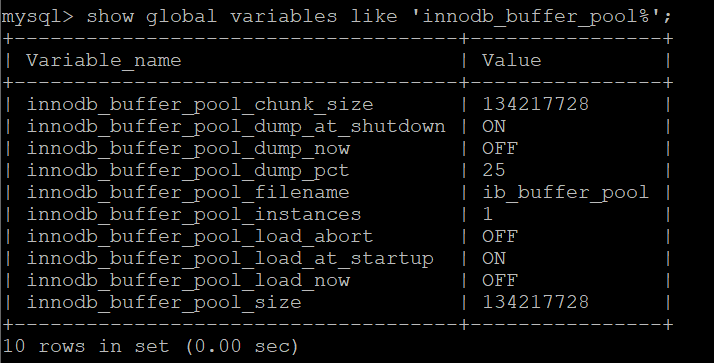 mysql> show global variables like 'innodb_buffer_pool%';
+-------------------------------------+----------------+
| Variable_name                       | Value          |
+-------------------------------------+----------------+
| innodb_buffer_pool_chunk_size       | 134217728      |
| innodb_buffer_pool_dump_at_shutdown | ON             |
| innodb_buffer_pool_dump_now         | OFF            |
| innodb_buffer_pool_dump_pct         | 25             |
| innodb_buffer_pool_filename         | ib_buffer_pool |
| innodb_buffer_pool_instances        | 1              |
| innodb_buffer_pool_load_abort       | OFF            |
| innodb_buffer_pool_load_at_startup  | ON             |
| innodb_buffer_pool_load_now         | OFF            |
| innodb_buffer_pool_size             | 134217728      |
+-------------------------------------+----------------+
10 rows in set (0.00 sec)